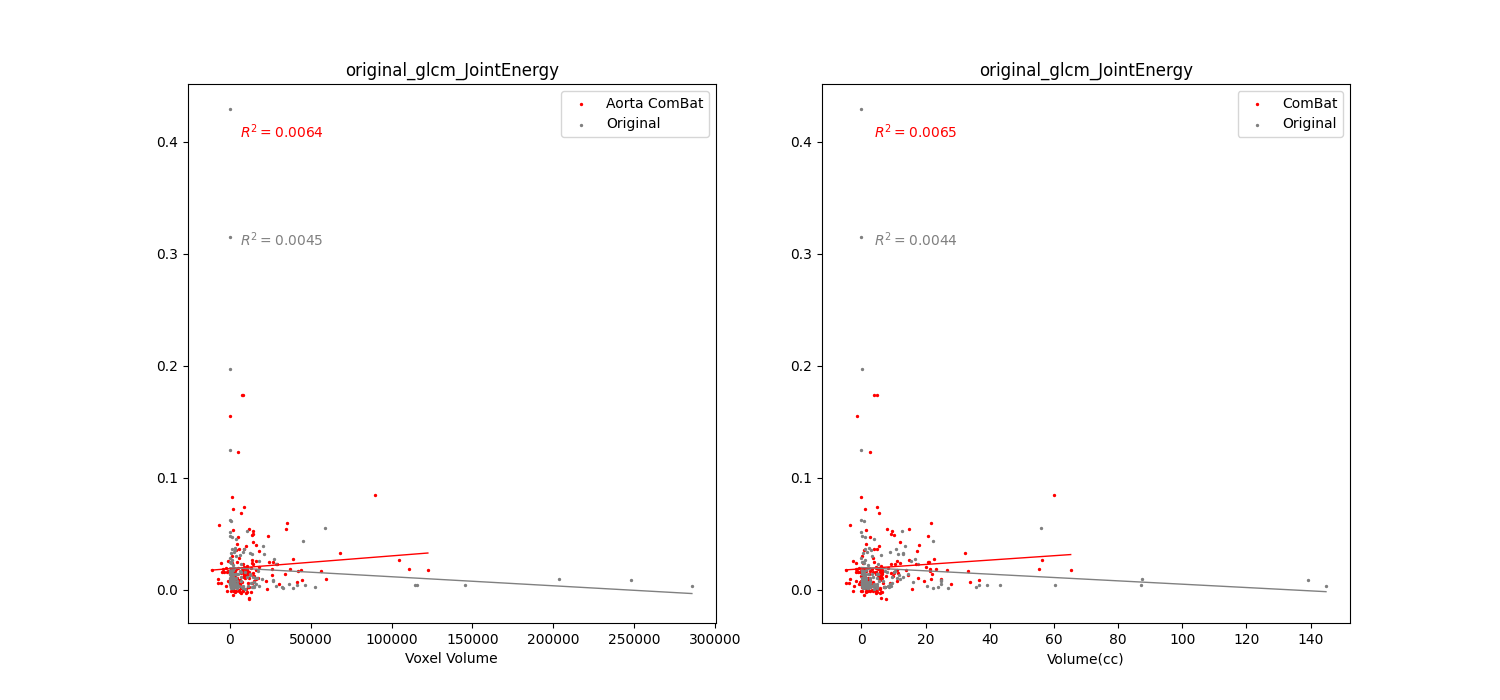 original_glcm_JointEnergy
Aorta ComBat
Original
R² = 0.0064
R² = 0.0045
0.4
0.3
0.2
0.1
0.0
0
50000
100000
150000
200000
250000
300000
Voxel Volume
original_glcm_JointEnergy
ComBat
Original
R² = 0.0065
R² = 0.0044
0.4
0.3
0.2
0.1
0.0
0
20
40
60
80
100
120
140
Volume(cc)